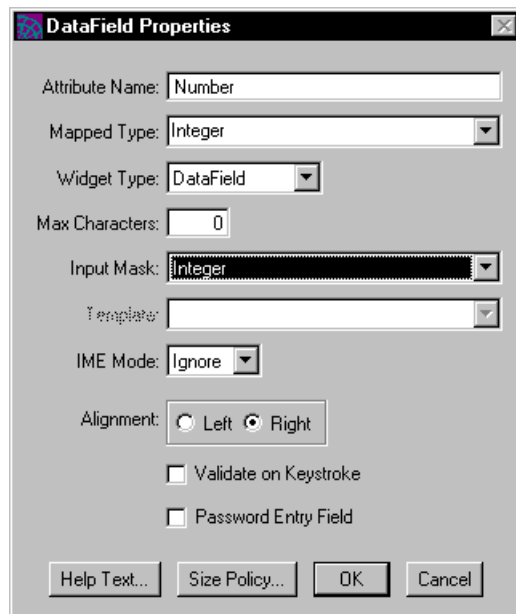 DataField Properties
Attribute Name: Number
Mapped Type: Integer
Widget Type: DataField
Max Characters: 0
Input Mask: Integer
Template:
IME Mode: Ignore
Alignment: Left Right
Validate on Keystroke
Password Entry Field
Help Text... Size Policy... OK Cancel